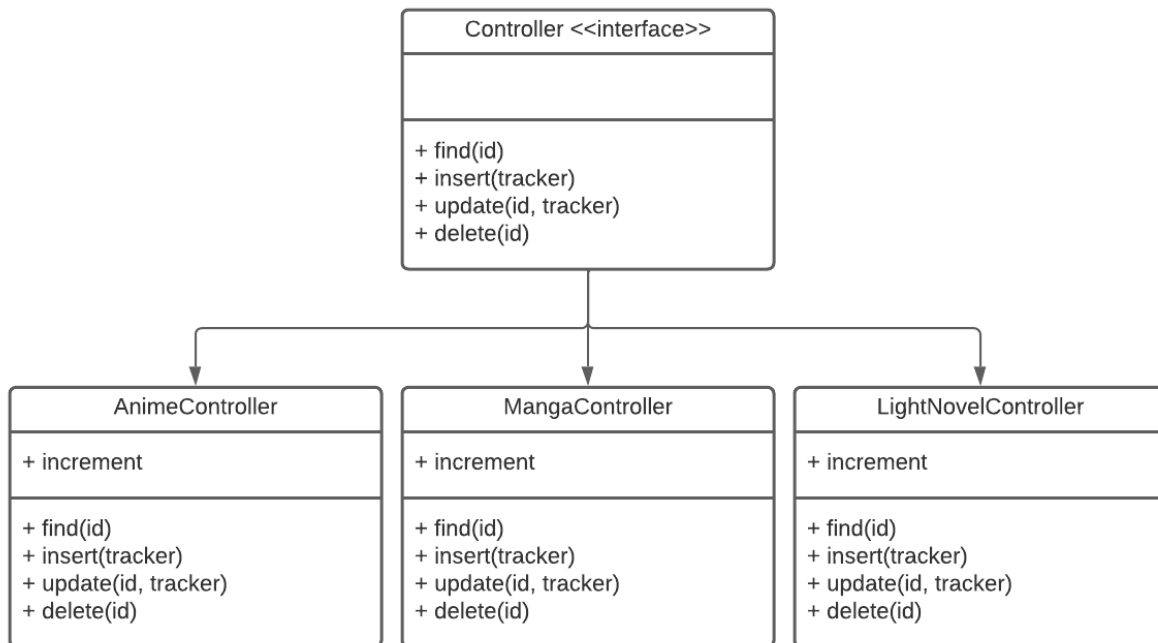 Controller <<interface>>
+ find(id)
+ insert(tracker)
+ update(id, tracker)
+ delete(id)
AnimeController
+ increment
+ find(id)
+ insert(tracker)
+ update(id, tracker)
+ delete(id)
MangaController
+ increment
+ find(id)
+ insert(tracker)
+ update(id, tracker)
+ delete(id)
LightNovelController
+ increment
+ find(id)
+ insert(tracker)
+ update(id, tracker)
+ delete(id)